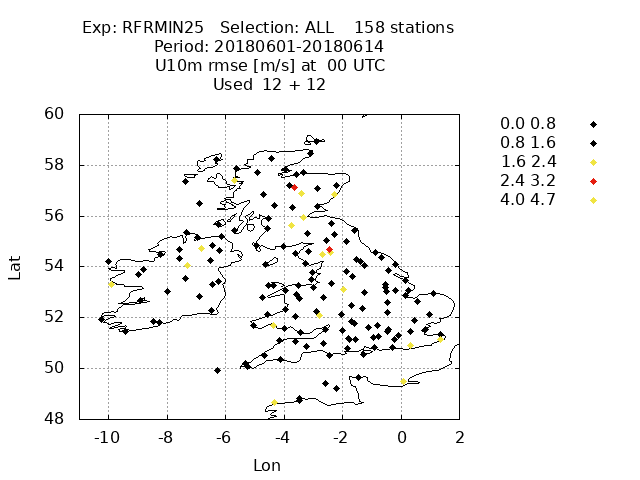 Exp: RFRMIN25 Selection: ALL 158 stations
Period: 20180601-20180614
U10m rmse [m/s] at 00 UTC
Used 12 + 12
60
58
56
54
52
50
48
Lat
-10 -8 -6 -4 -2 0 2
Lon
0.0 0.8
0.8 1.6
1.6 2.4
2.4 3.2
4.0 4.7